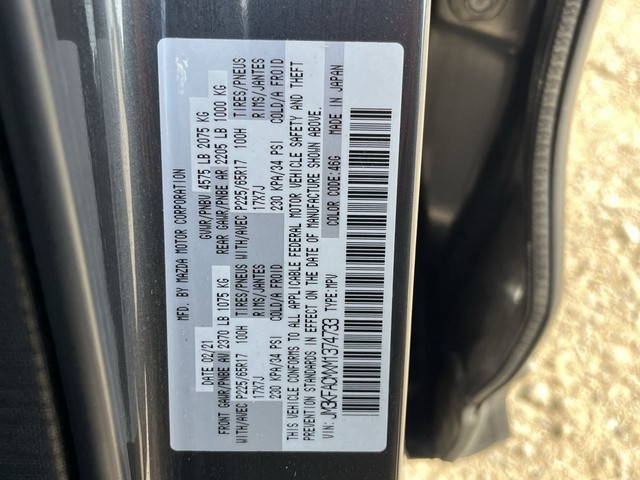 MFD. BY MAZDA MOTOR CORPORATION
DATE 02/21 GVWR/PNBV 4575 LB 2075 KG
FRONT GAWR/PNBE AV 2370 LB 1075 KG REAR GAWR/PNBE AR 2205 LB 1000 KG
WITH/AVEC P225/65R17 100H TIRES/PNEUS WITH/AVEC P225/65R17 100H TIRES/PNEUS
17X7J RIMS/JANTES 17X7J RIMS/JANTES
230 KPA/34 PSI COLD/A FROID 230 KPA/34 PSI COLD/A FROID
THIS VEHICLE CONFORMS TO ALL APPLICABLE FEDERAL MOTOR VEHICLE SAFETY AND THEFT
PREVENTION STANDARDS IN EFFECT ON THE DATE OF MANUFACTURE SHOWN ABOVE.
VIN: JM3KFACMXM1374733 TYPE:MPV COLOR CODE:46G MADE IN JAPAN